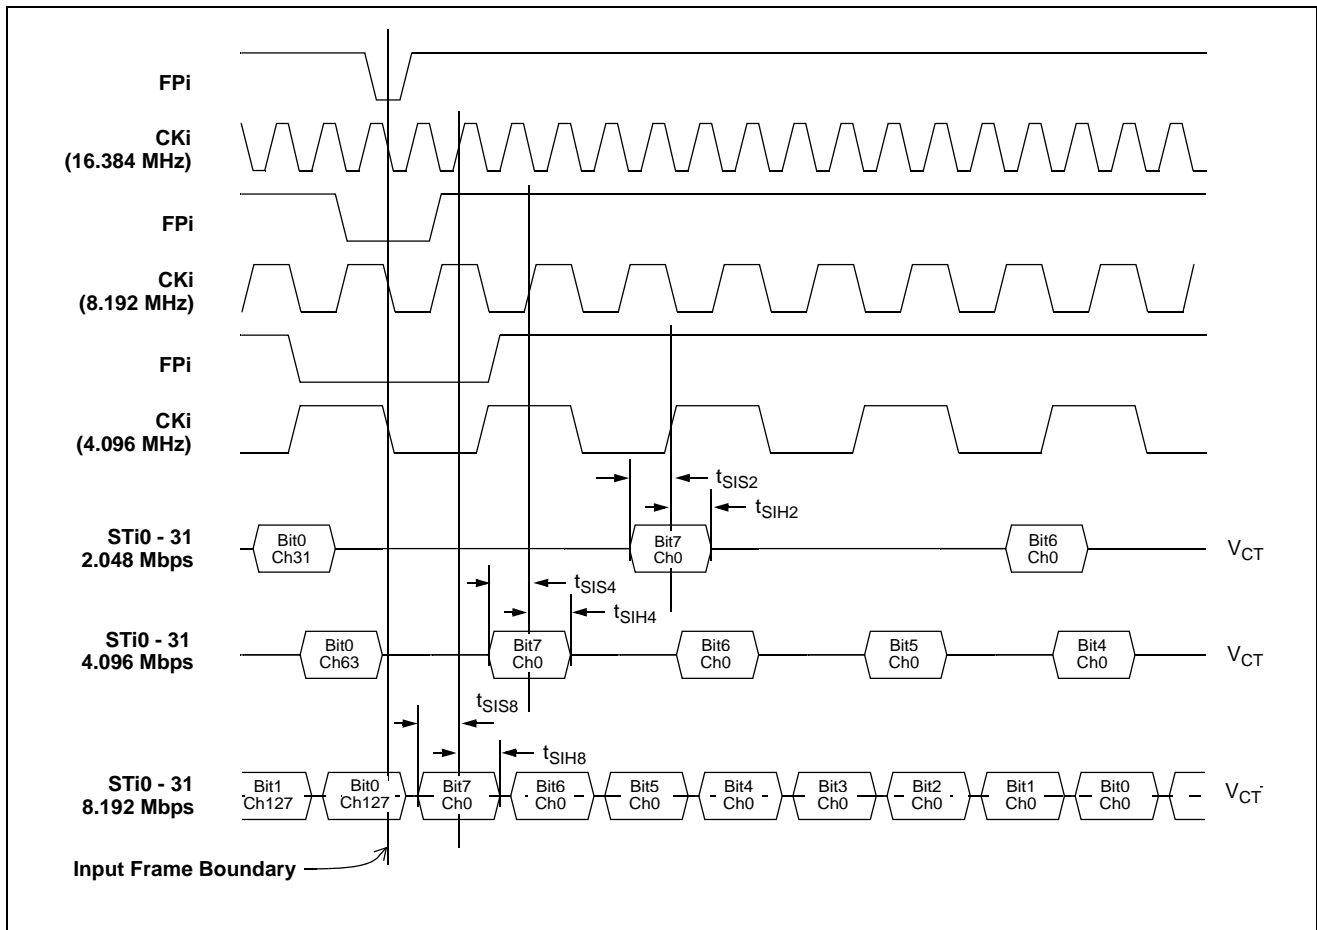 FPi
CKi
(16.384 MHz)
FPi
CKi
(8.192 MHz)
FPi
CKi
(4.096 MHz)
tSIS2
tSIH2
STi0 - 31
2.048 Mbps
Bit0
Ch31
Bit7
Ch0
Bit6
Ch0
VCT
tSIS4
tSIH4
STi0 - 31
4.096 Mbps
Bit0
Ch63
Bit7
Ch0
Bit6
Ch0
Bit5
Ch0
Bit4
Ch0
VCT
tSIS8
tSIH8
STi0 - 31
8.192 Mbps
Bit1
Ch127
Bit0
Ch127
Bit7
Ch0
Bit6
Ch0
Bit5
Ch0
Bit4
Ch0
Bit3
Ch0
Bit2
Ch0
Bit1
Ch0
Bit0
Ch0
VCT
Input Frame Boundary